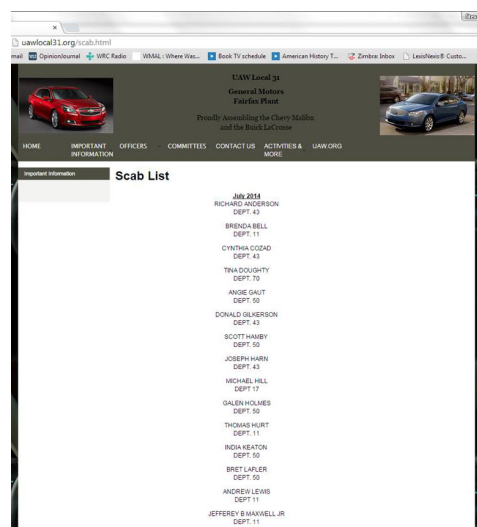 uawlocal31.org/scab.html
mail OpinionJournal WRC Radio WMAL : Where Was... Book TV schedule American History T... Zimbra: Inbox LexisNexis® Custo...
UAW Local 31
General Motors
Fairfax Plant
Proudly Assembling the Chevy Malibu
and the Buick LaCrosse
HOME IMPORTANT INFORMATION OFFICERS COMMITTEES CONTACT US ACTIVITIES & MORE UAW.ORG
Important Information
Scab List
July 2014
RICHARD ANDERSON
DEPT. 43
BRENDA BELL
DEPT. 11
CYNTHIA COZAD
DEPT. 43
TINA DOUGHTY
DEPT. 70
ANGIE GAUT
DEPT. 50
DONALD GILKERSON
DEPT. 43
SCOTT HAMBY
DEPT. 50
JOSEPH HARN
DEPT. 43
MICHAEL HILL
DEPT 17
GALEN HOLMES
DEPT. 50
THOMAS HURT
DEPT. 11
INDIA KEATON
DEPT. 50
BRET LAFLER
DEPT. 50
ANDREW LEWIS
DEPT 11
JEFFEREY B MAXWELL JR
DEPT. 11